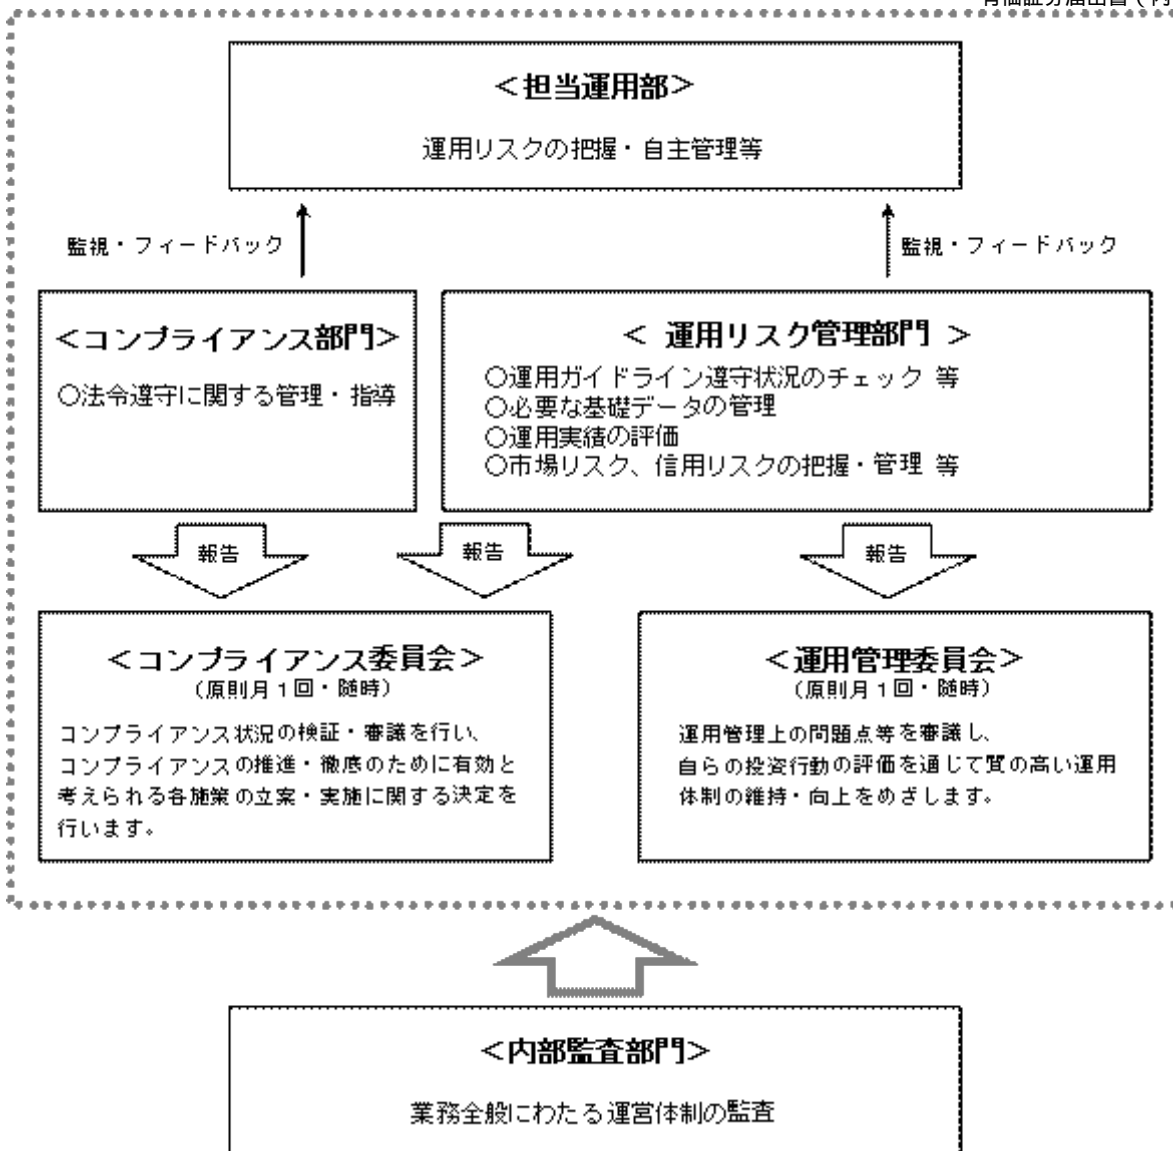 ＜担当運用部＞
運用リスクの把握・自主管理等
監視・フィードバック
監視・フィードバック
＜コンプライアンス部門＞
○法令遵守に関する管理・指導
＜ 運用リスク管理部門 ＞
○運用ガイドライン遵守状況のチェック 等
○必要な基礎データの管理
○運用実績の評価
○市場リスク、信用リスクの把握・管理 等
報告
報告
報告
＜コンプライアンス委員会＞
（原則月１回・随時）
コンプライアンス状況の検証・審議を行い、
コンプライアンスの推進・徹底のために有効と
考えられる各施策の立案・実施に関する決定を
行います。
＜運用管理委員会＞
（原則月１回・随時）
運用管理上の問題点等を審議し、
自らの投資行動の評価を通じて質の高い運用
体制の維持・向上をめざします。
＜内部監査部門＞
業務全般にわたる運営体制の監査